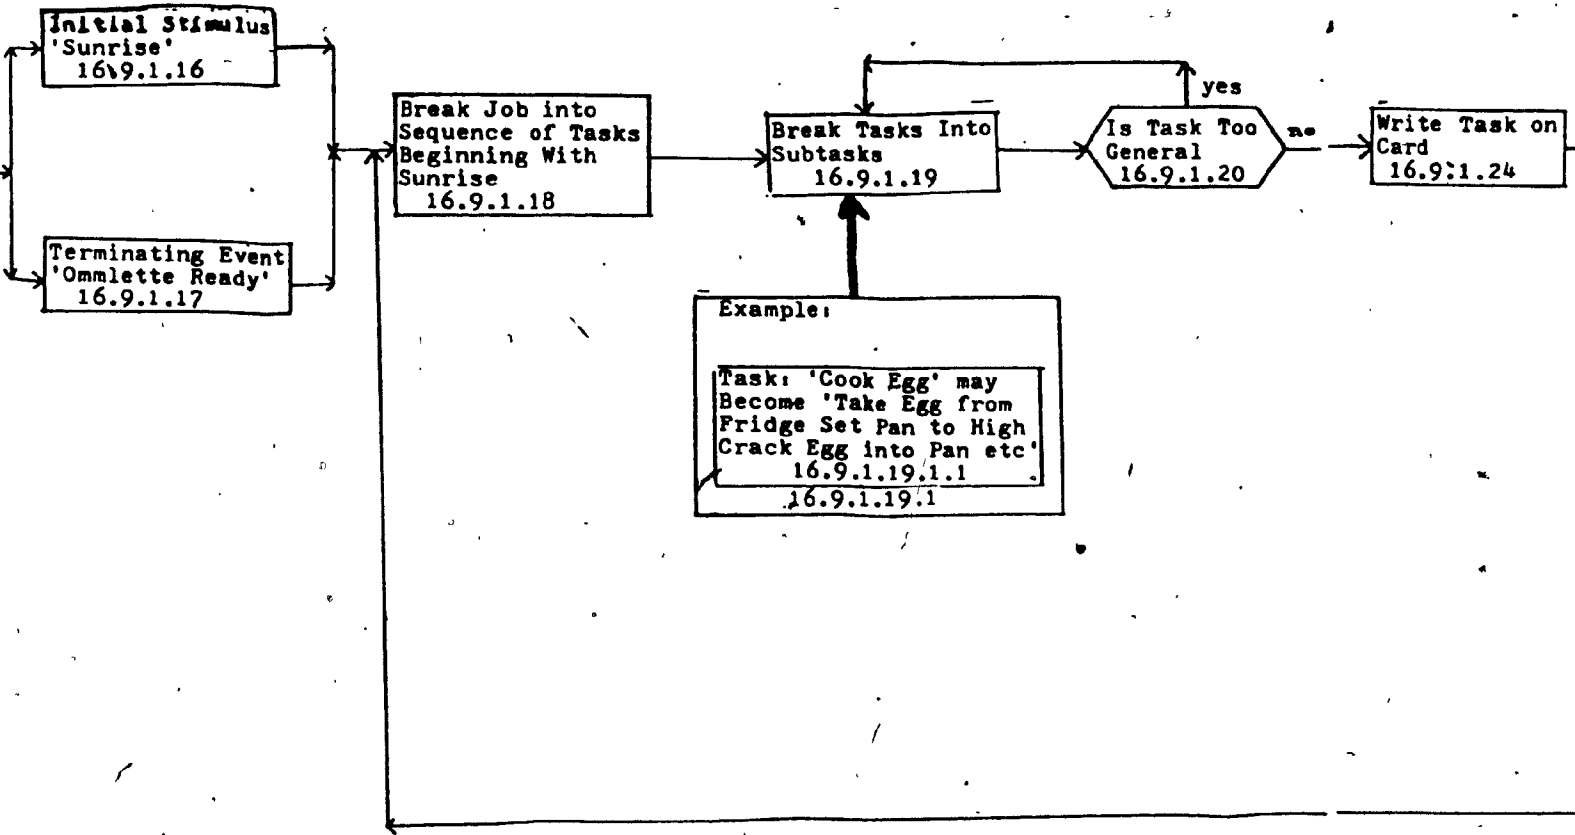 Initial Stimulus
'Sunrise'
16.9.1.16
Terminating Event
'Ommlette Ready'
16.9.1.17
Break Job into
Sequence of Tasks
Beginning With
Sunrise
16.9.1.18
Break Tasks Into
Subtasks
16.9.1.19
yes
Is Task Too
General
16.9.1.20
no
Write Task on
Card
16.9.1.24
Example:
Task: 'Cook Egg' may
Become 'Take Egg from
Fridge Set Pan to High
Crack Egg into Pan etc'
16.9.1.19.1.1
16.9.1.19.1